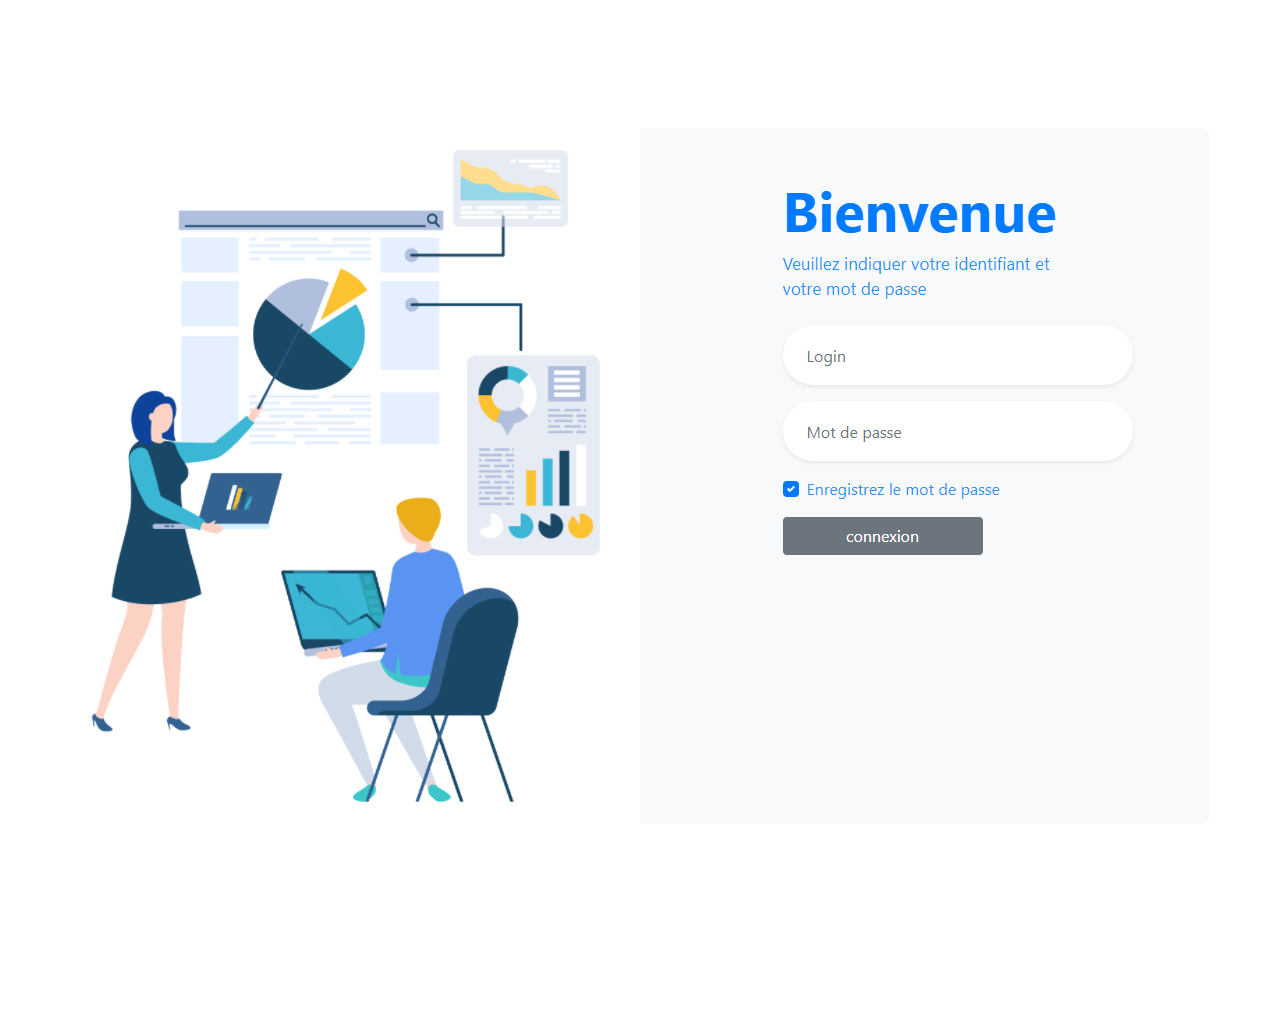 Bienvenue
Veuillez indiquer votre identifiant et
votre mot de passe
Login
Mot de passe
Enregistrez le mot de passe
connexion